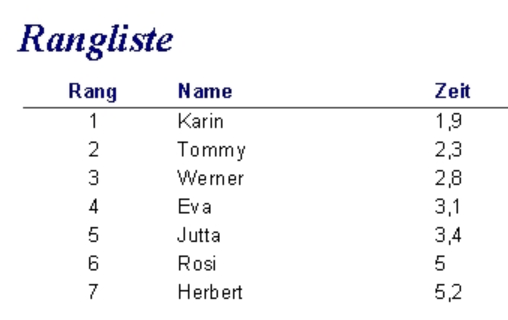 Rangliste
Rang Name Zeit
1 Karin 1,9
2 Tommy 2,3
3 Werner 2,8
4 Eva 3,1
5 Jutta 3,4
6 Rosi 5
7 Herbert 5,2